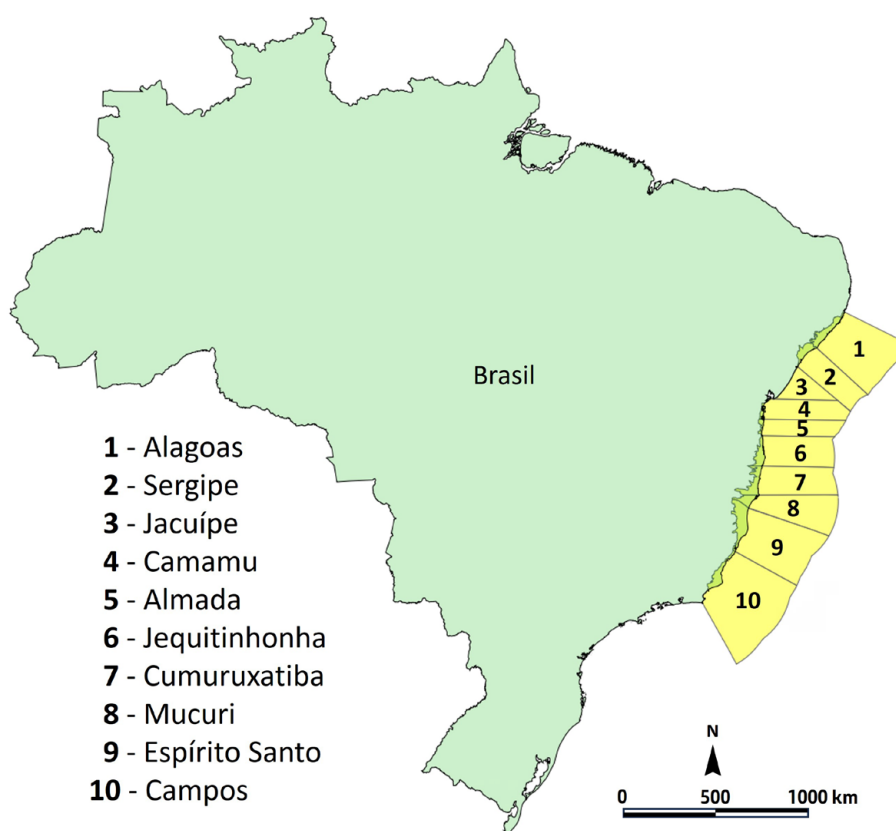 Brasil
1
2
3
4
5
6
7
8
9
10
1 - Alagoas
2 - Sergipe
3 - Jacuípe
4 - Camamu
5 - Almada
6 - Jequitinhonha
7 - Cumuruxatiba
8 - Mucuri
9 - Espírito Santo
10 - Campos
N
0 500 1000 km